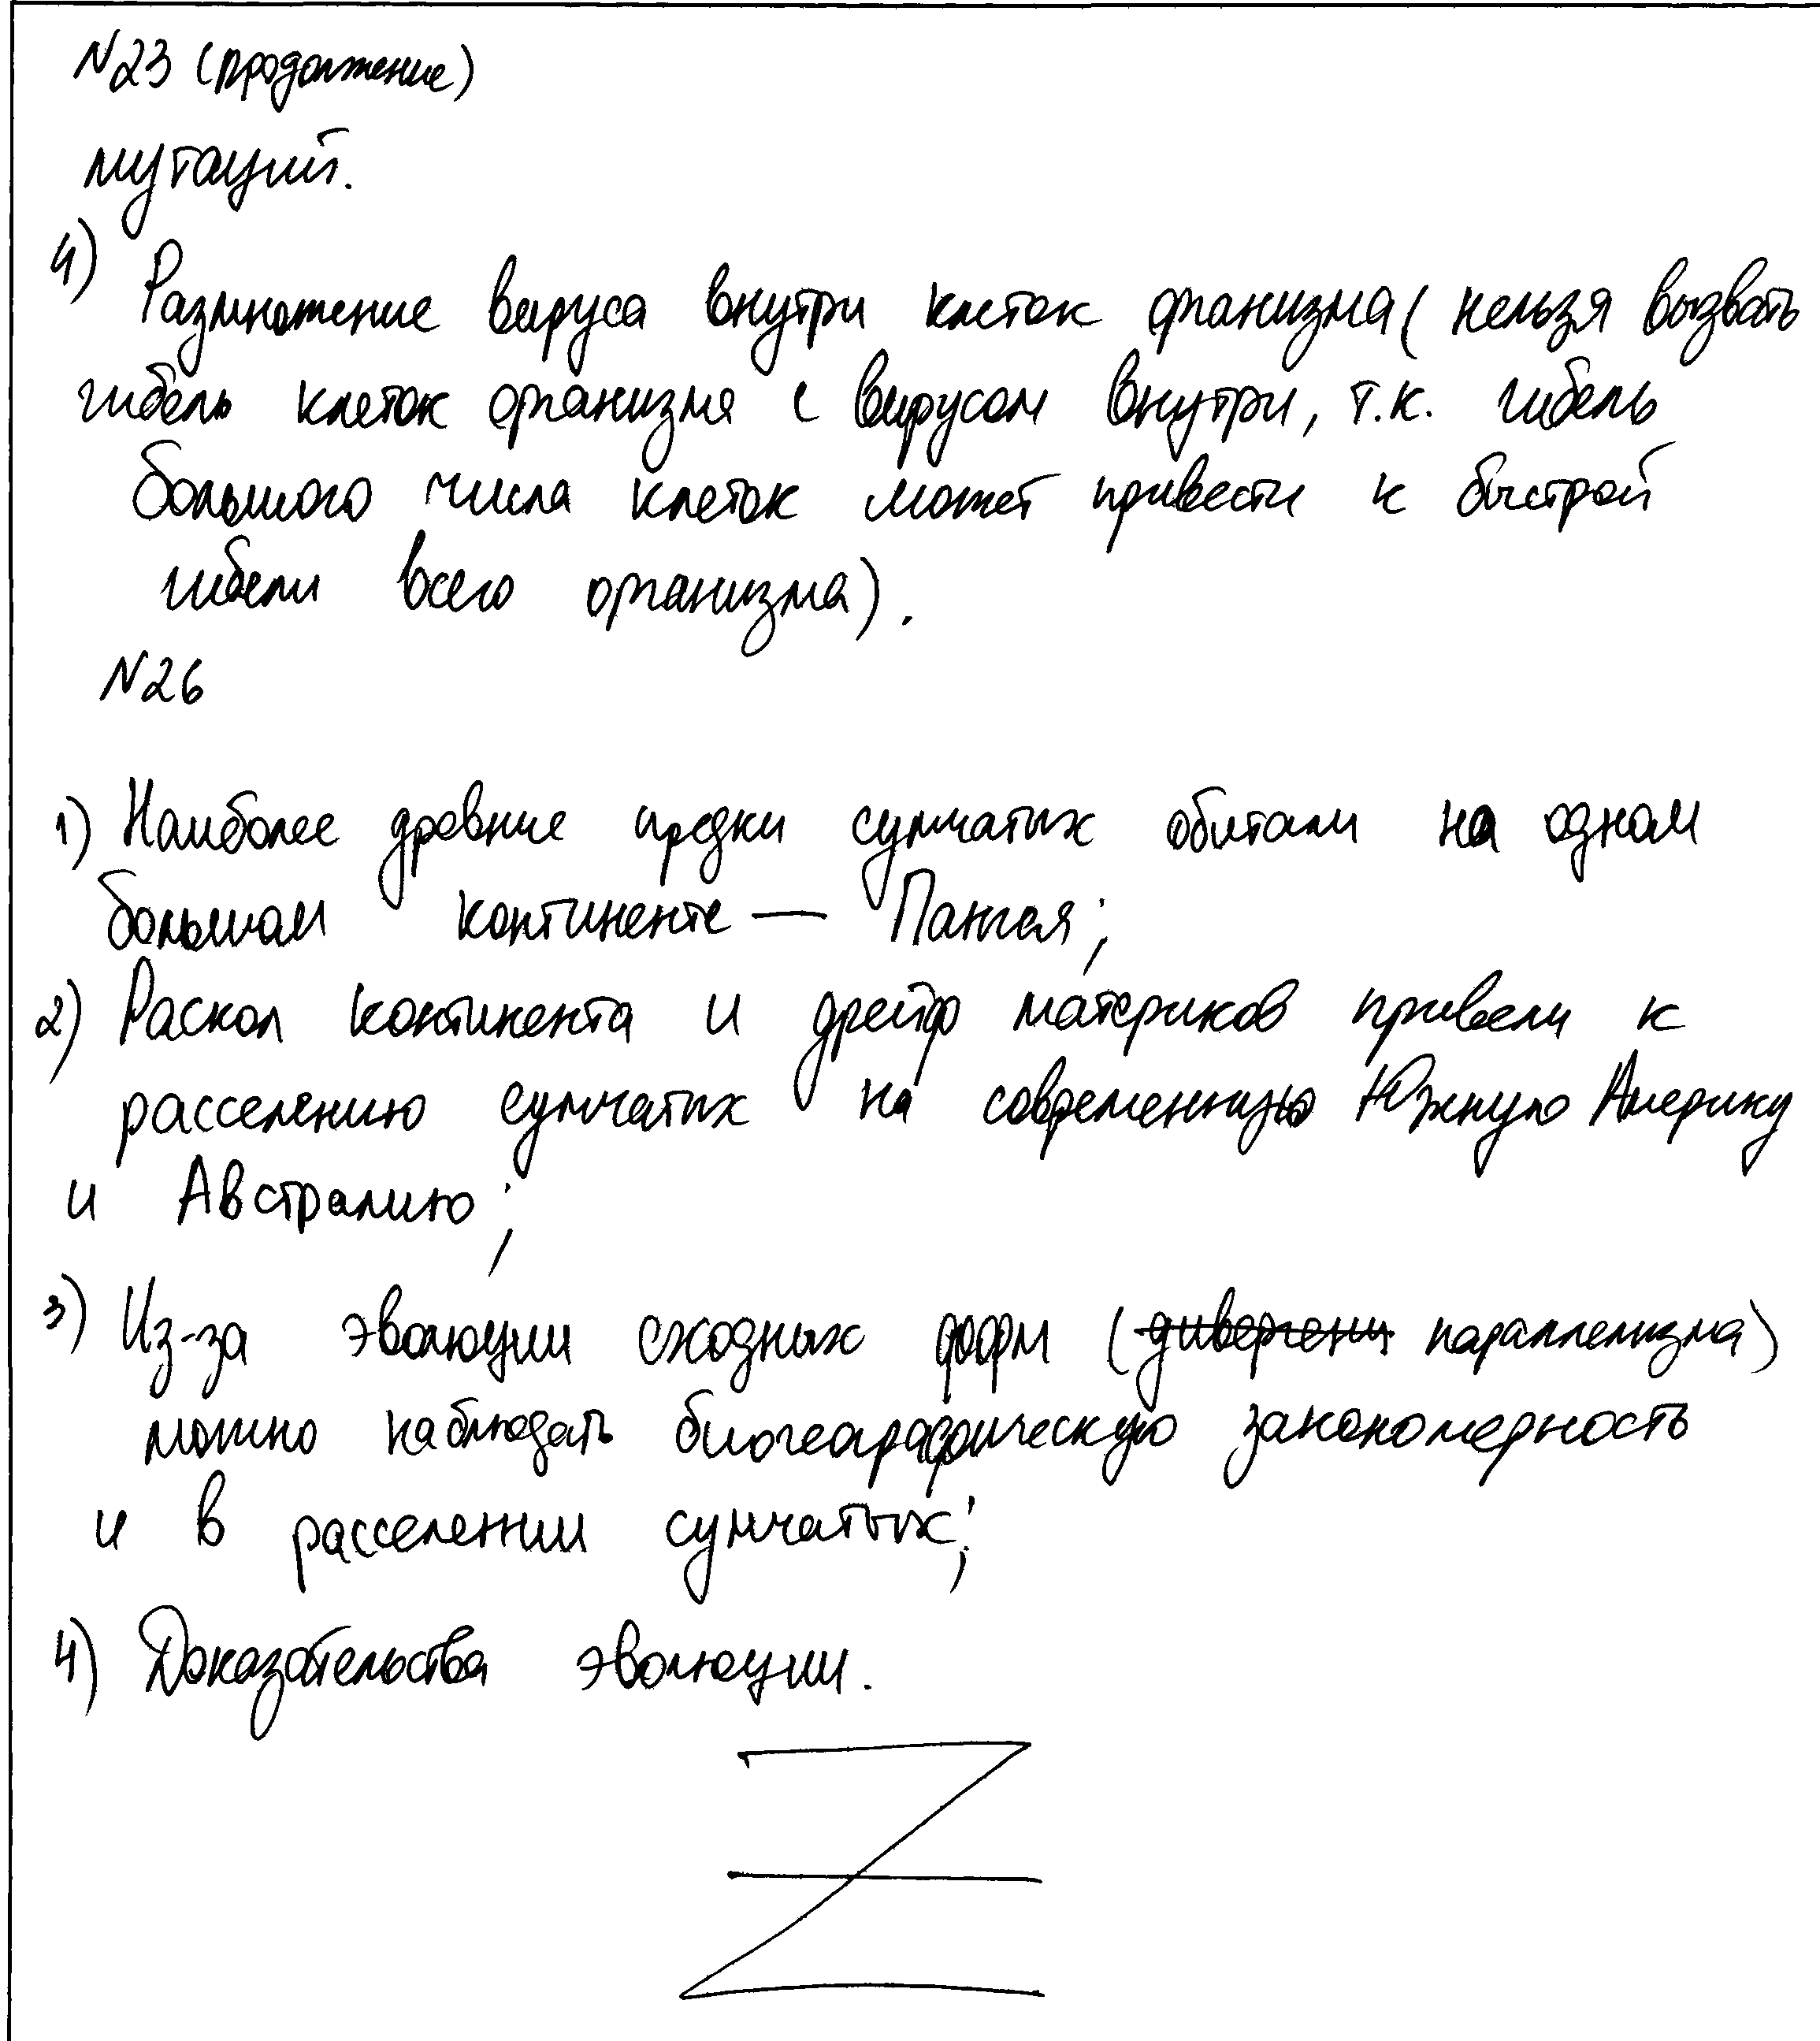 №23 (продолжение)
мутаций.
4) Размножение вируса внутри клеток организма (нельзя вызвать
гибель клеток организма с вирусом внутри, т.к. гибель
большого числа клеток может привести к быстрой
гибели всего организма).
№26
1) Наиболее древние предки сумчатых обитали на одном
большом континенте — Пангея;
2) Раскол континента и дрейф материков привели к
расселению сумчатых на современную Южную Америку
и Австралию;
3) Из-за эволюции сходных форм (дивергенц параллелизма)
можно наблюдать биогеографическую закономерность
и в расселении сумчатых;
4) Доказательства эволюции.